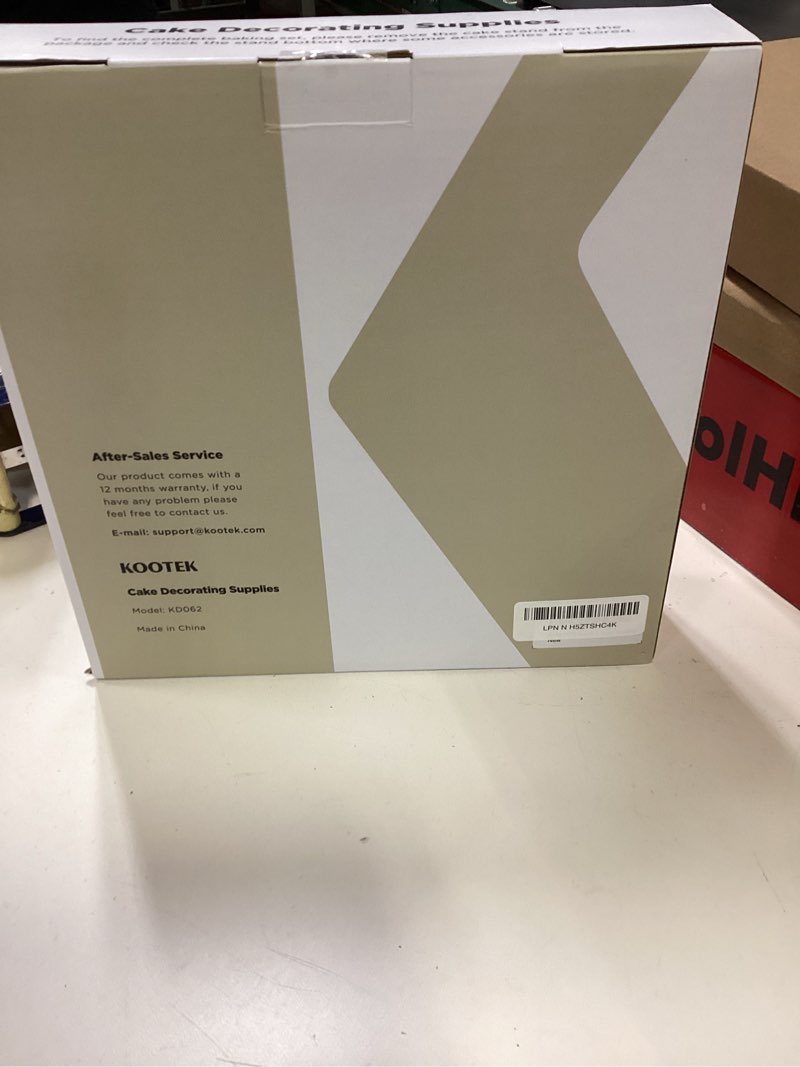 Cake Decorating Supplies
To find the complete baking set, please remove the cake stand from the
package and check the stand bottom where some accessories are stored.
After-Sales Service
Our product comes with a
12 months warranty, if you
have any problem please
feel free to contact us.
E-mail: support@kootek.com
KOOTEK
Cake Decorating Supplies
Model: KD062
Made in China
LPN N H5ZTSHC4K